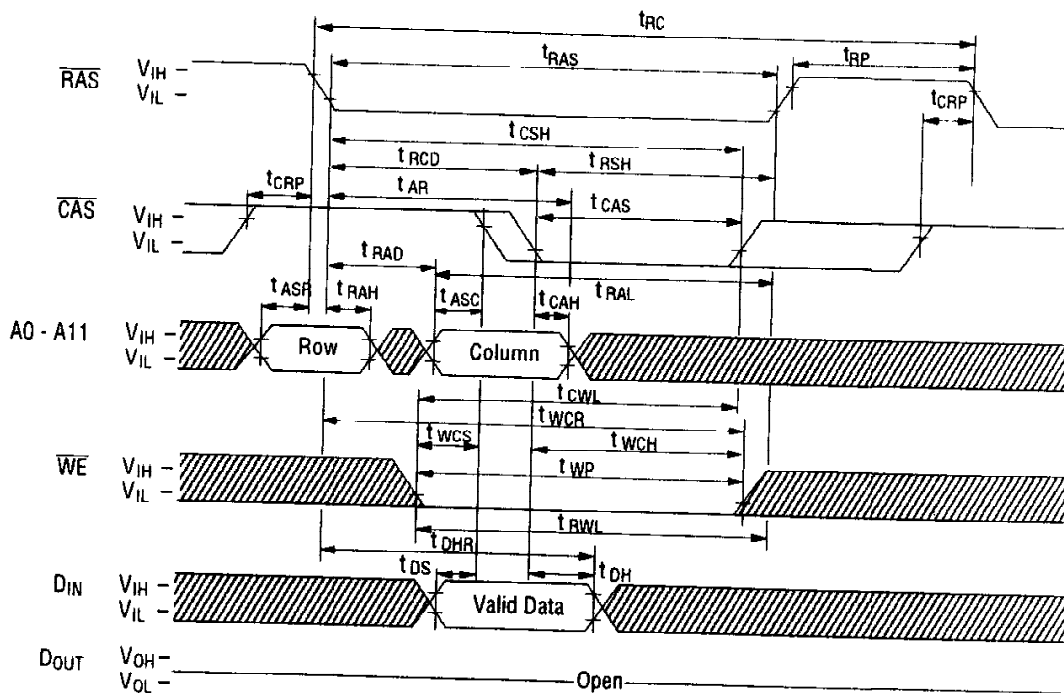 tRC
tRAS
tRP
RAS
VIH
VIL
tCRP
tCSH
tRCD
tRSH
tCRP
tAR
CAS
VIH
VIL
tCAS
tRAD
tRAL
tASR
tRAH
tASC
tCAH
A0 - A11
VIH
VIL
Row
Column
tCWL
tWCR
tWCS
tWCH
WE
VIH
VIL
tWP
tRWL
tDHR
tDS
tDH
DIN
VIH
VIL
Valid Data
DOUT
VOH
VOL
Open